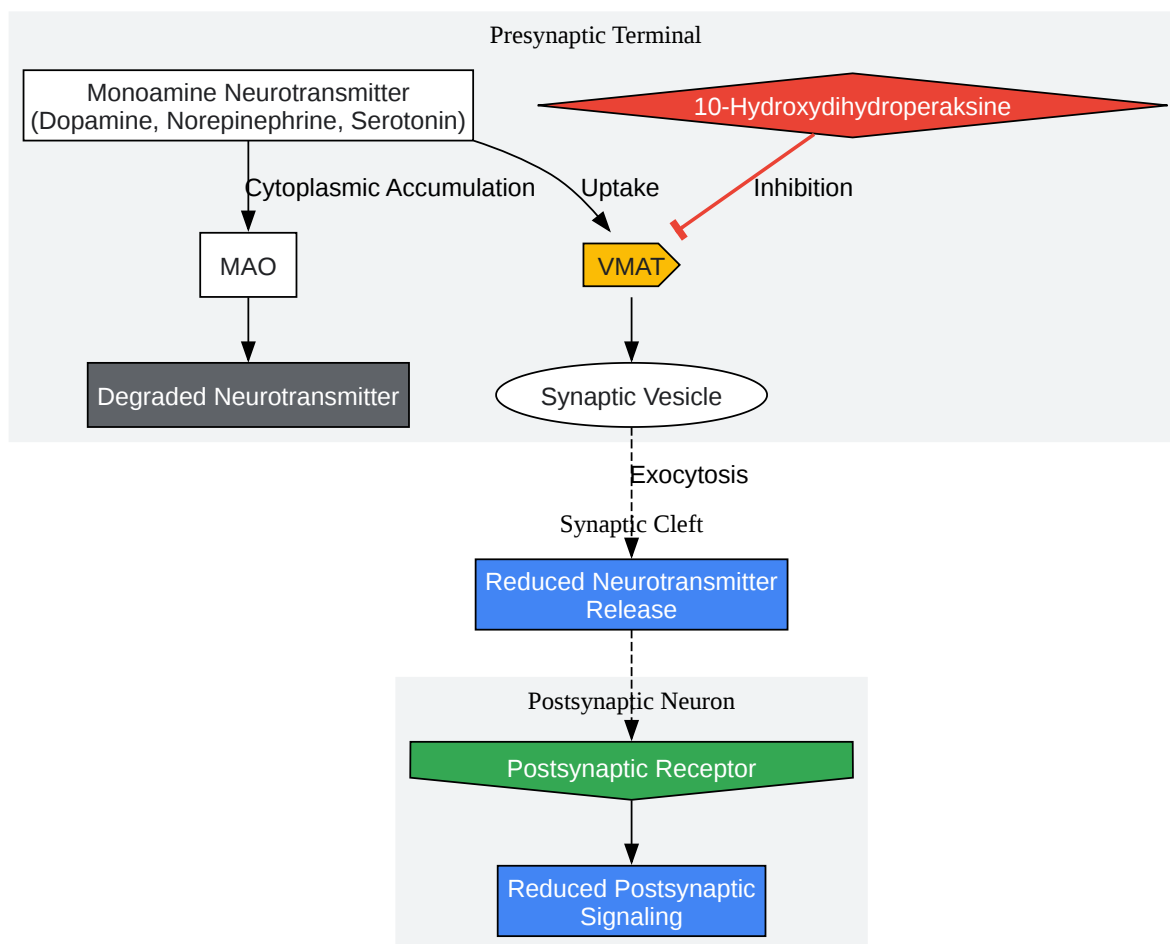 Presynaptic Terminal
Monoamine Neurotransmitter
(Dopamine, Norepinephrine, Serotonin)
10-Hydroxydihydroperaksine
Cytoplasmic Accumulation
Uptake
Inhibition
MAO
VMAT
Degraded Neurotransmitter
Synaptic Vesicle
Exocytosis
Synaptic Cleft
Reduced Neurotransmitter
Release
Postsynaptic Neuron
Postsynaptic Receptor
Reduced Postsynaptic
Signaling